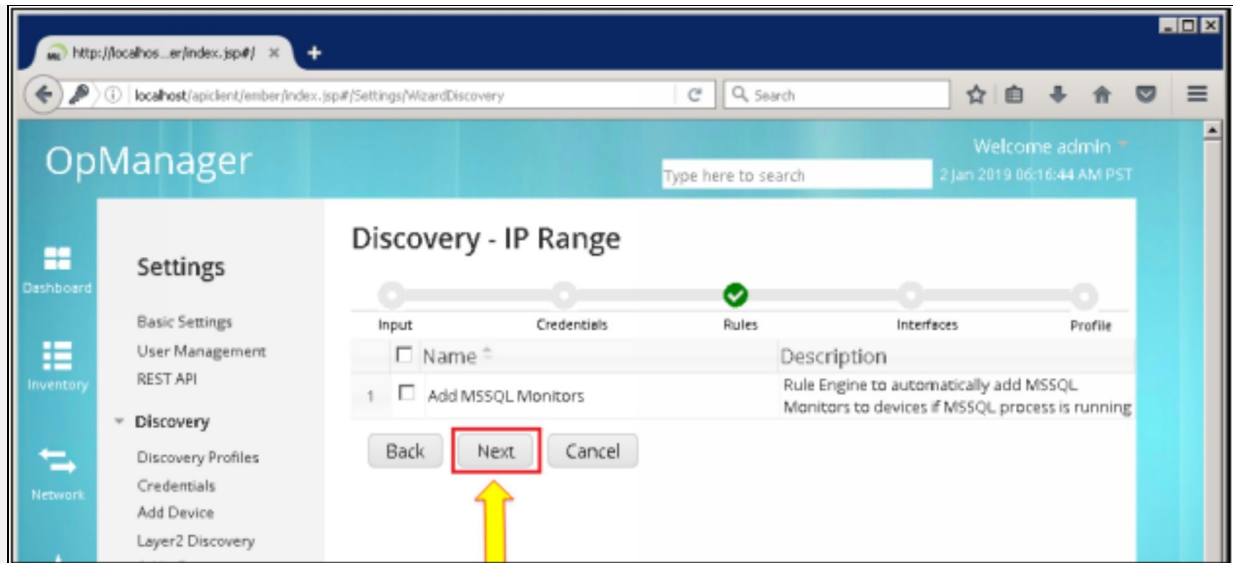 http://localhos...er/index.jsp#/
localhost/apiclient/ember/index.jsp#/Settings/WizardDiscovery
Search
OpManager
Welcome admin
Type here to search
2 Jan 2019 06:16:44 AM PST
Dashboard
Inventory
Network
Settings
Basic Settings
User Management
REST API
Discovery
Discovery Profiles
Credentials
Add Device
Layer2 Discovery
Discovery - IP Range
Input Credentials Rules Interfaces Profile
Name Description
1 Add MSSQL Monitors Rule Engine to automatically add MSSQL
Monitors to devices if MSSQL process is running
Back Next Cancel